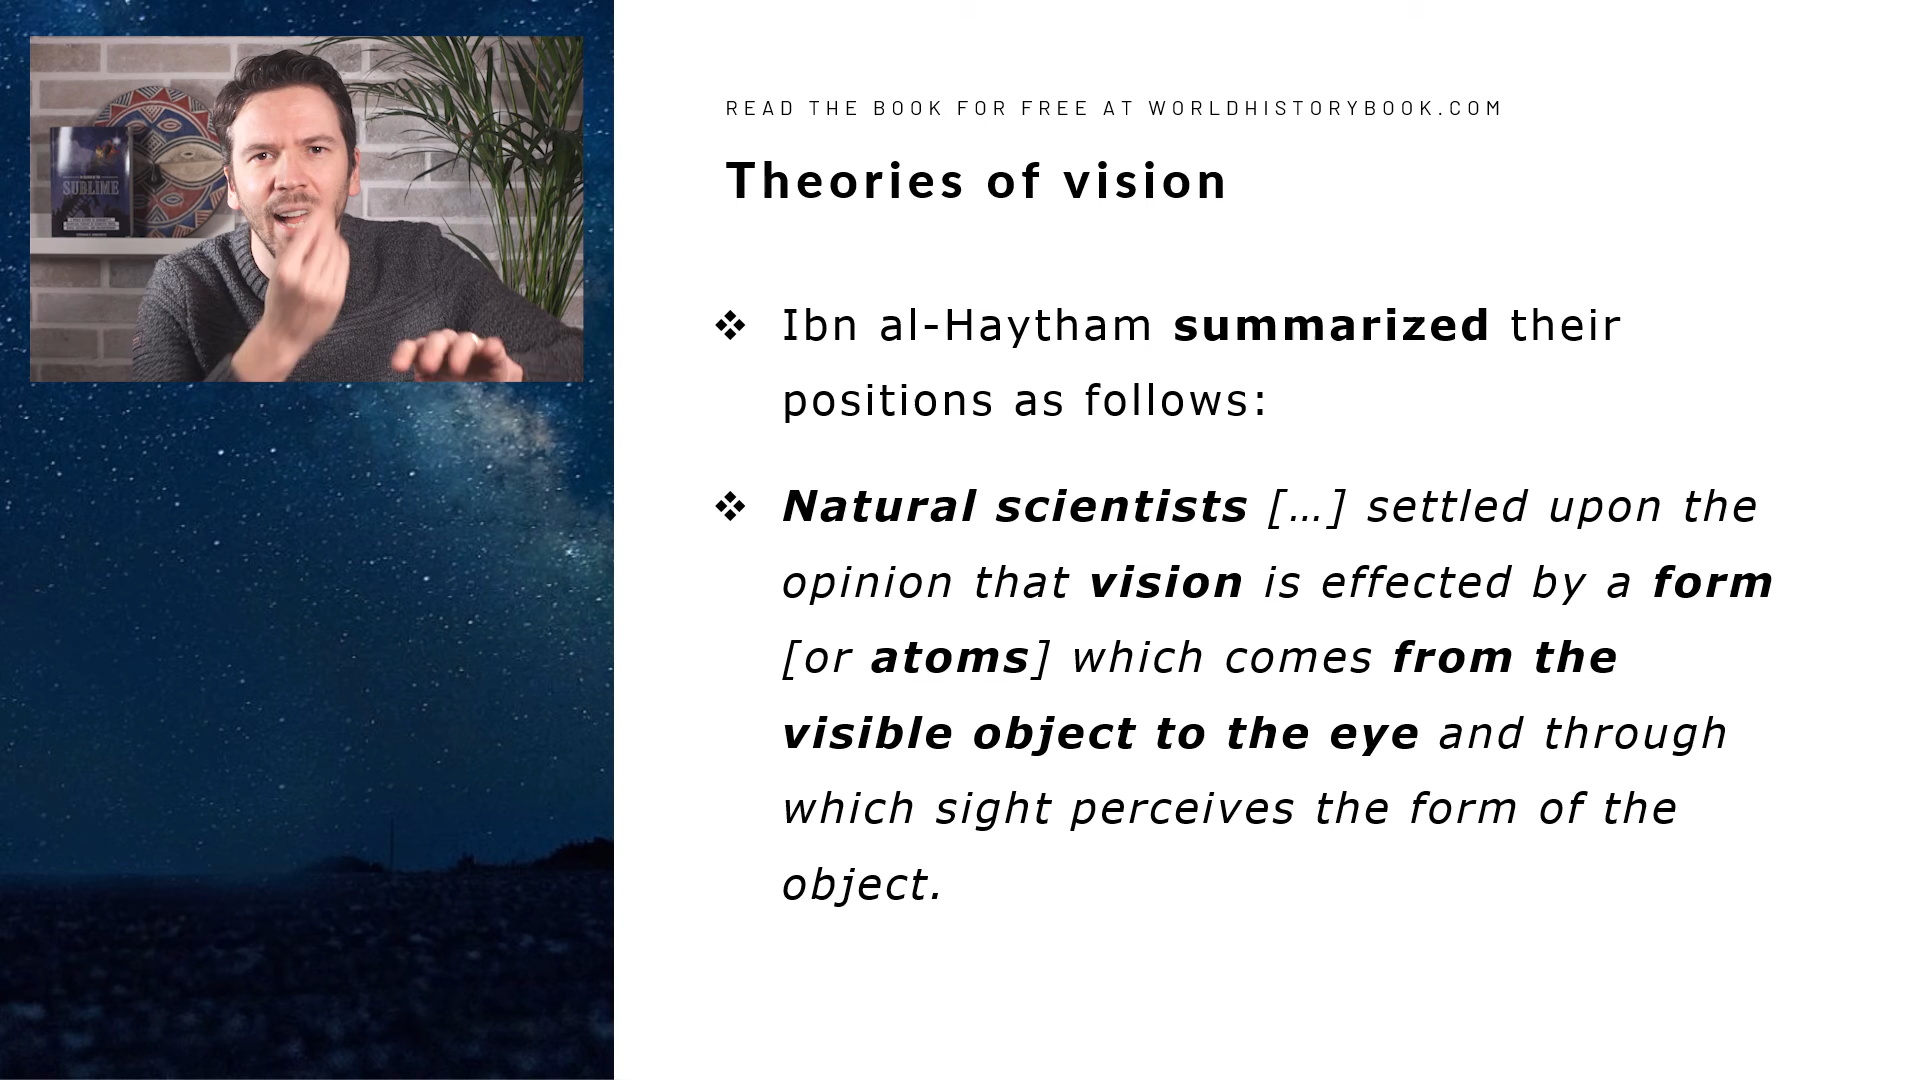 READ THE BOOK FOR FREE AT WORLDHISTORYBOOK.COM
Theories of vision
❖ Ibn al-Haytham summarized their
positions as follows:
❖ Natural scientists […] settled upon the
opinion that vision is effected by a form
[or atoms] which comes from the
visible object to the eye and through
which sight perceives the form of the
object.
SUBLIME